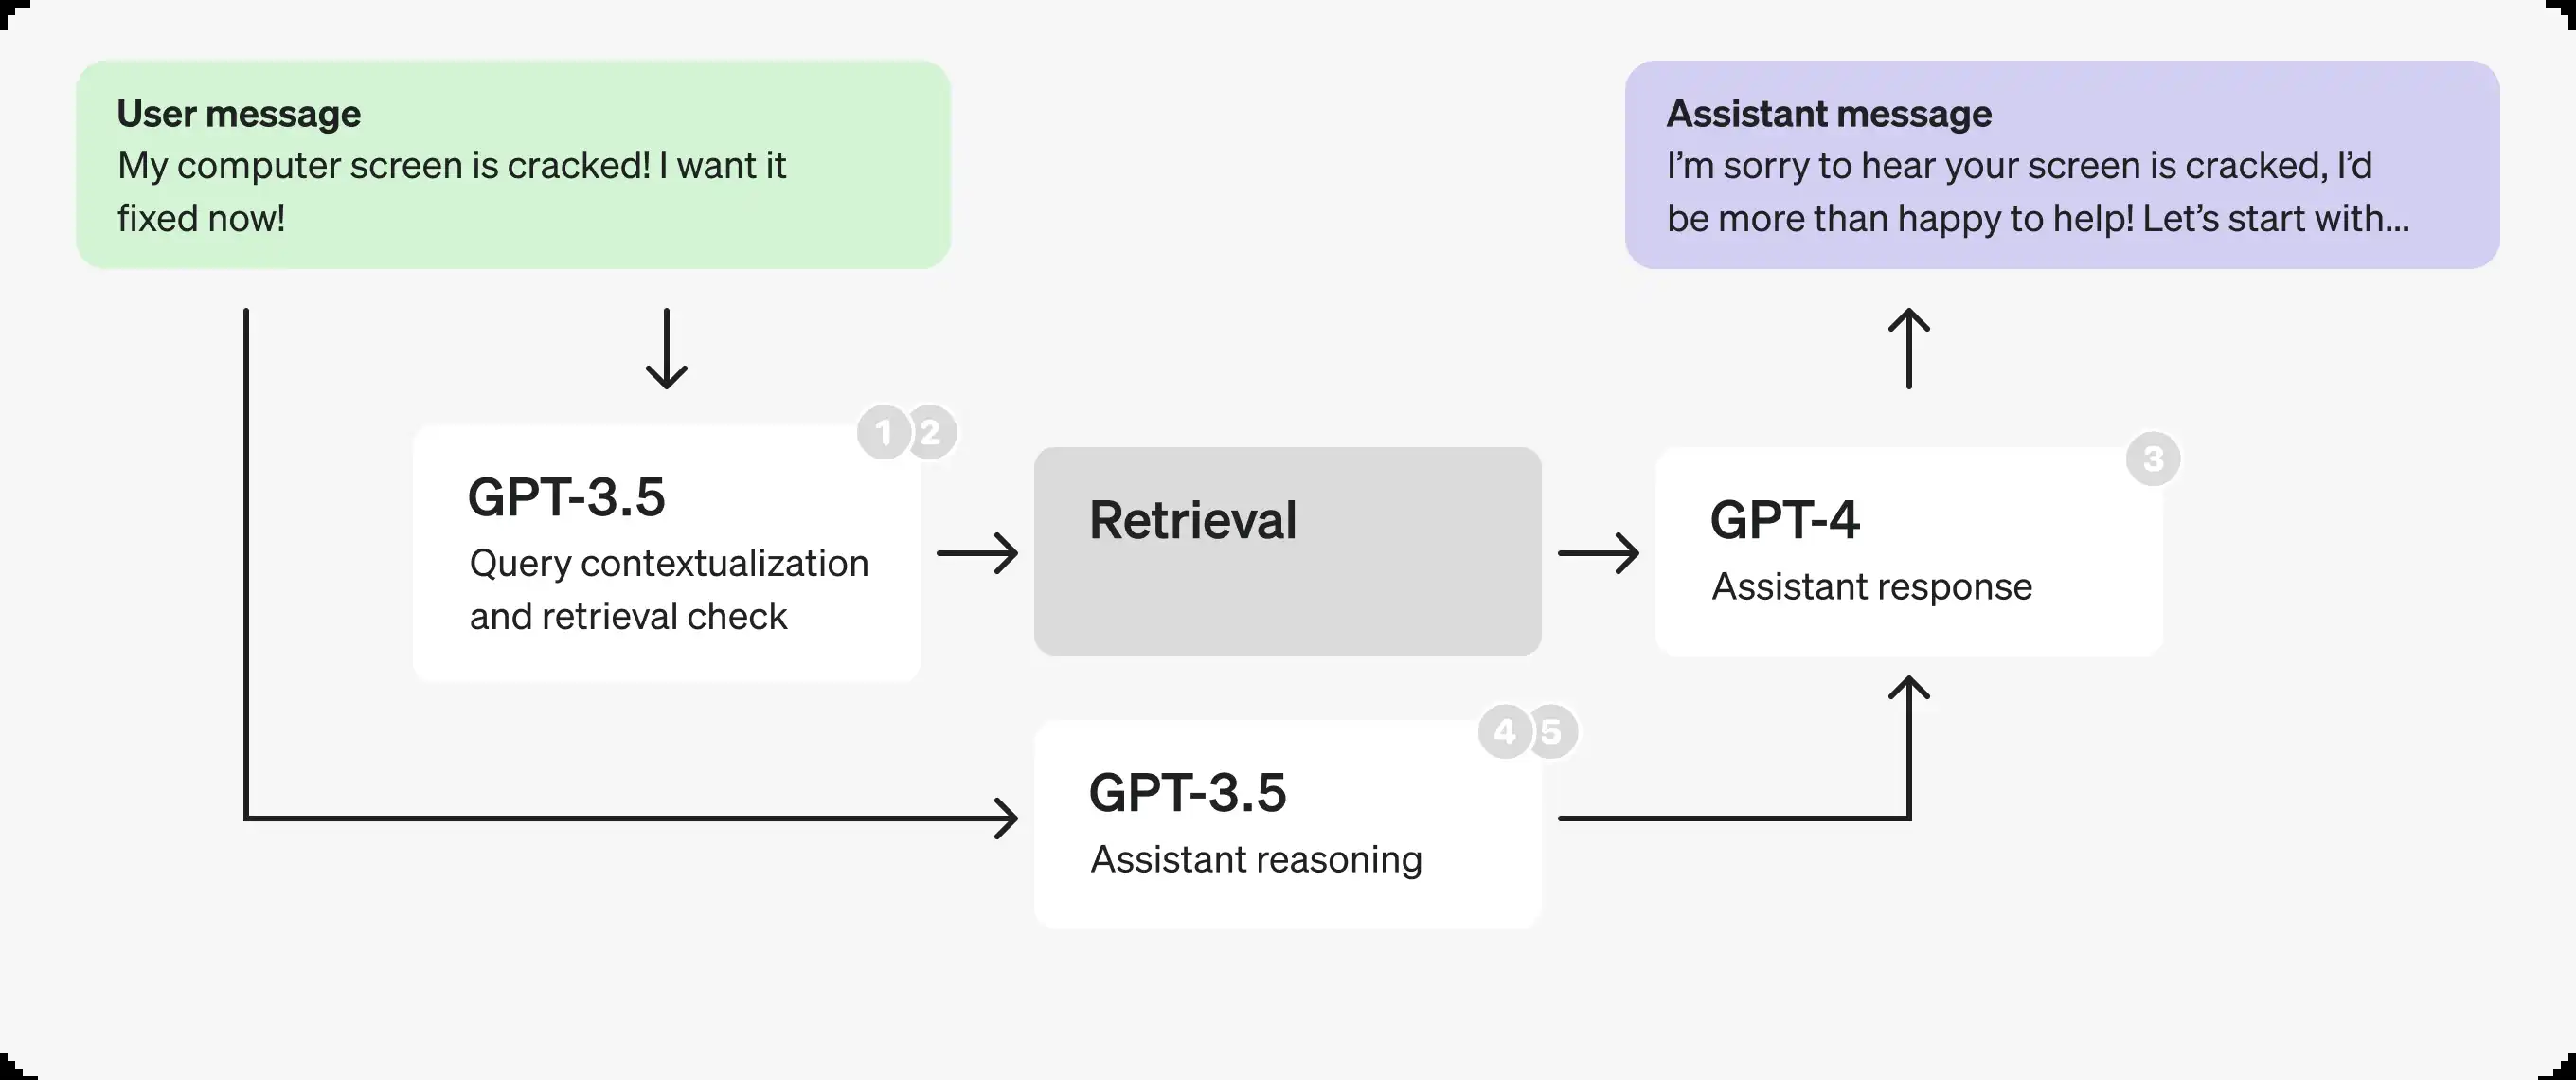 User message
My computer screen is cracked! I want it
fixed now!
Assistant message
I’m sorry to hear your screen is cracked, I’d
be more than happy to help! Let’s start with...
1 2
GPT-3.5
Query contextualization
and retrieval check
Retrieval
3
GPT-4
Assistant response
4 5
GPT-3.5
Assistant reasoning